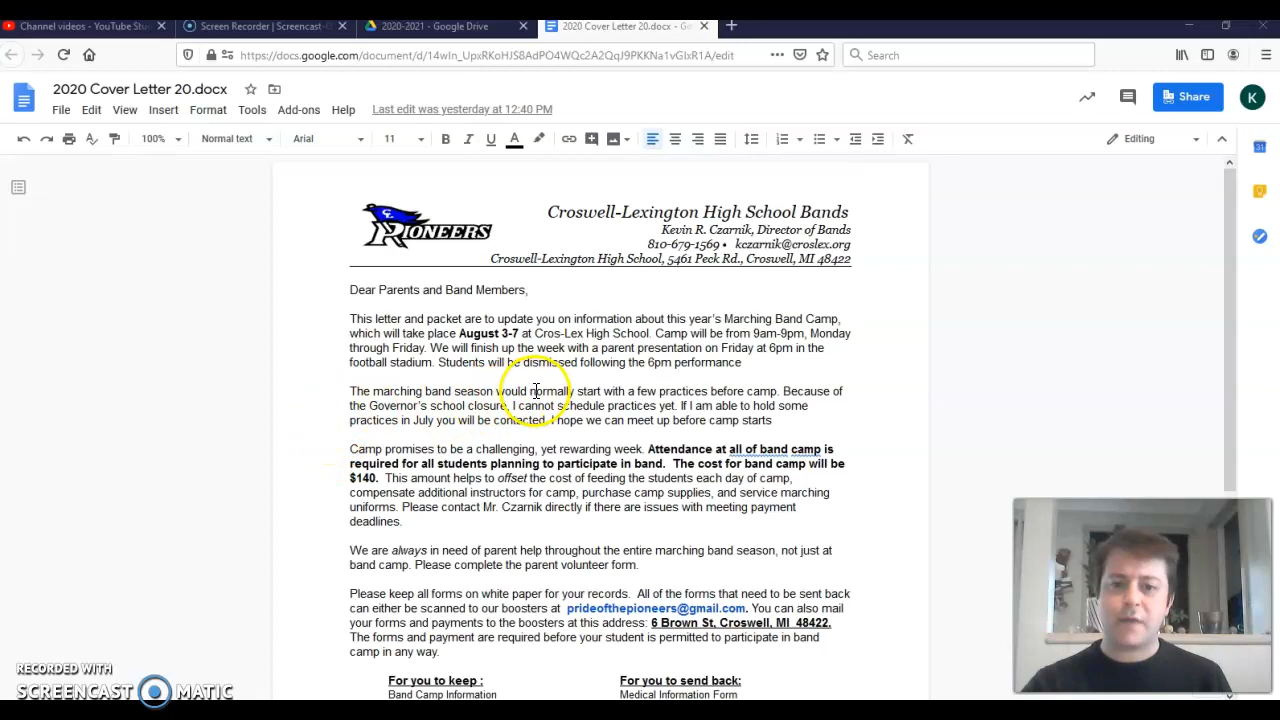 Channel videos - YouTube Stu
Screen Recorder | Screencast-O
2020-2021 - Google Drive
2020 Cover Letter 20.docx - Go
https://docs.google.com/document/d/14wIn_UpxRKoHJS8AdPO4WQc2A2QqJ9PKKNa1vGIxR1A/edit
Search
2020 Cover Letter 20.docx
File Edit View Insert Format Tools Add-ons Help Last edit was yesterday at 12:40 PM
Share
K
100% Normal text Arial 11 B I U A Editing
CL
PIONEERS
Croswell-Lexington High School Bands
Kevin R. Czarnik, Director of Bands
810-679-1569 • kczarnik@croslex.org
Croswell-Lexington High School, 5461 Peck Rd., Croswell, MI 48422
Dear Parents and Band Members,
This letter and packet are to update you on information about this year's Marching Band Camp,
which will take place August 3-7 at Cros-Lex High School. Camp will be from 9am-9pm, Monday
through Friday. We will finish up the week with a parent presentation on Friday at 6pm in the
football stadium. Students will be dismissed following the 6pm performance
The marching band season would normally start with a few practices before camp. Because of
the Governor's school closure, I cannot schedule practices yet. If I am able to hold some
practices in July you will be contacted. I hope we can meet up before camp starts
Camp promises to be a challenging, yet rewarding week. Attendance at all of band camp is
required for all students planning to participate in band. The cost for band camp will be
$140. This amount helps to offset the cost of feeding the students each day of camp,
compensate additional instructors for camp, purchase camp supplies, and service marching
uniforms. Please contact Mr. Czarnik directly if there are issues with meeting payment
deadlines.
We are always in need of parent help throughout the entire marching band season, not just at
band camp. Please complete the parent volunteer form.
Please keep all forms on white paper for your records. All of the forms that need to be sent back
can either be scanned to our boosters at prideofthepioneers@gmail.com. You can also mail
your forms and payments to the boosters at this address: 6 Brown St, Croswell, MI 48422.
The forms and payment are required before your student is permitted to participate in band
camp in any way.
For you to keep : For you to send back:
Band Camp Information Medical Information Form
RECORDED WITH
SCREENCAST MATIC